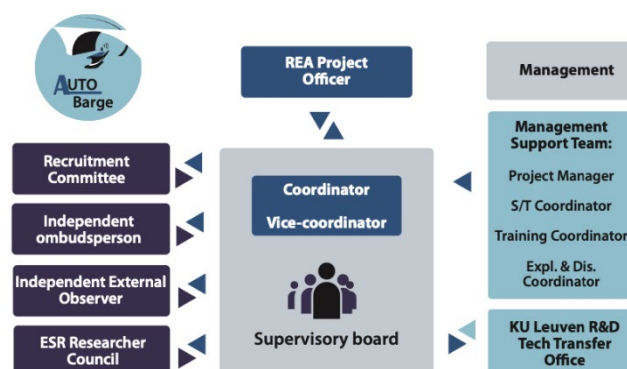 AUTO
Barge
REA Project
Officer
Management
Recruitment
Committee
Independent
ombudsperson
Independent External
Observer
ESR Researcher
Council
Coordinator
Vice-coordinator
Supervisory board
Management
Support Team:
Project Manager
S/T Coordinator
Training Coordinator
Expl. & Dis.
Coordinator
KU Leuven R&D
Tech Transfer
Office